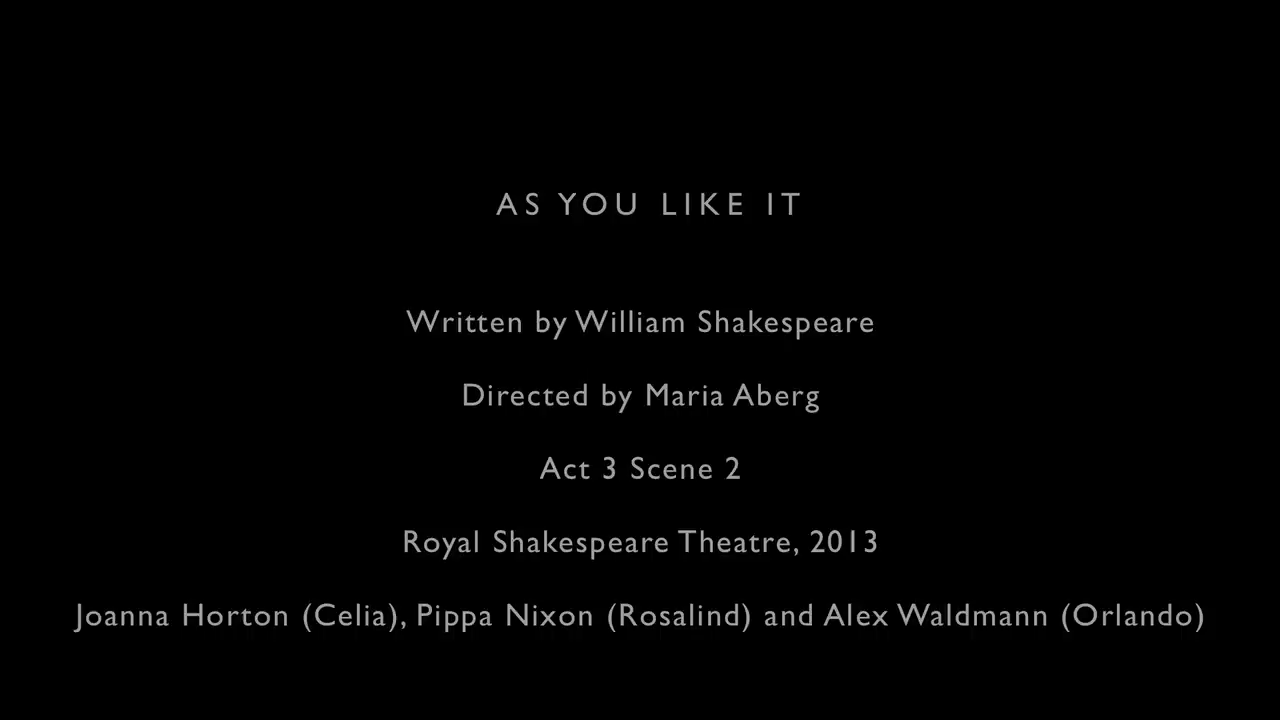 AS YOU LIKE IT
Written by William Shakespeare
Directed by Maria Aberg
Act 3 Scene 2
Royal Shakespeare Theatre, 2013
Joanna Horton (Celia), Pippa Nixon (Rosalind) and Alex Waldmann (Orlando)